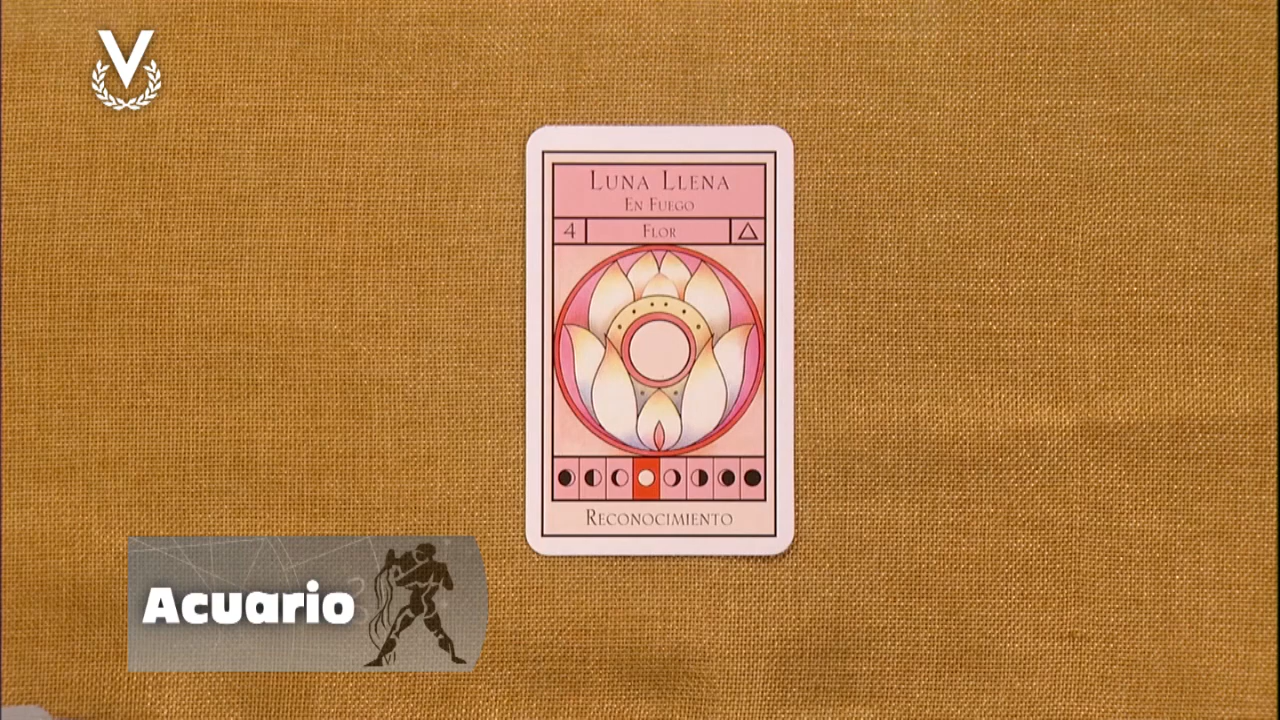 V
LUNA LLENA
EN FUEGO
4 FLOR
RECONOCIMIENTO
Acuario